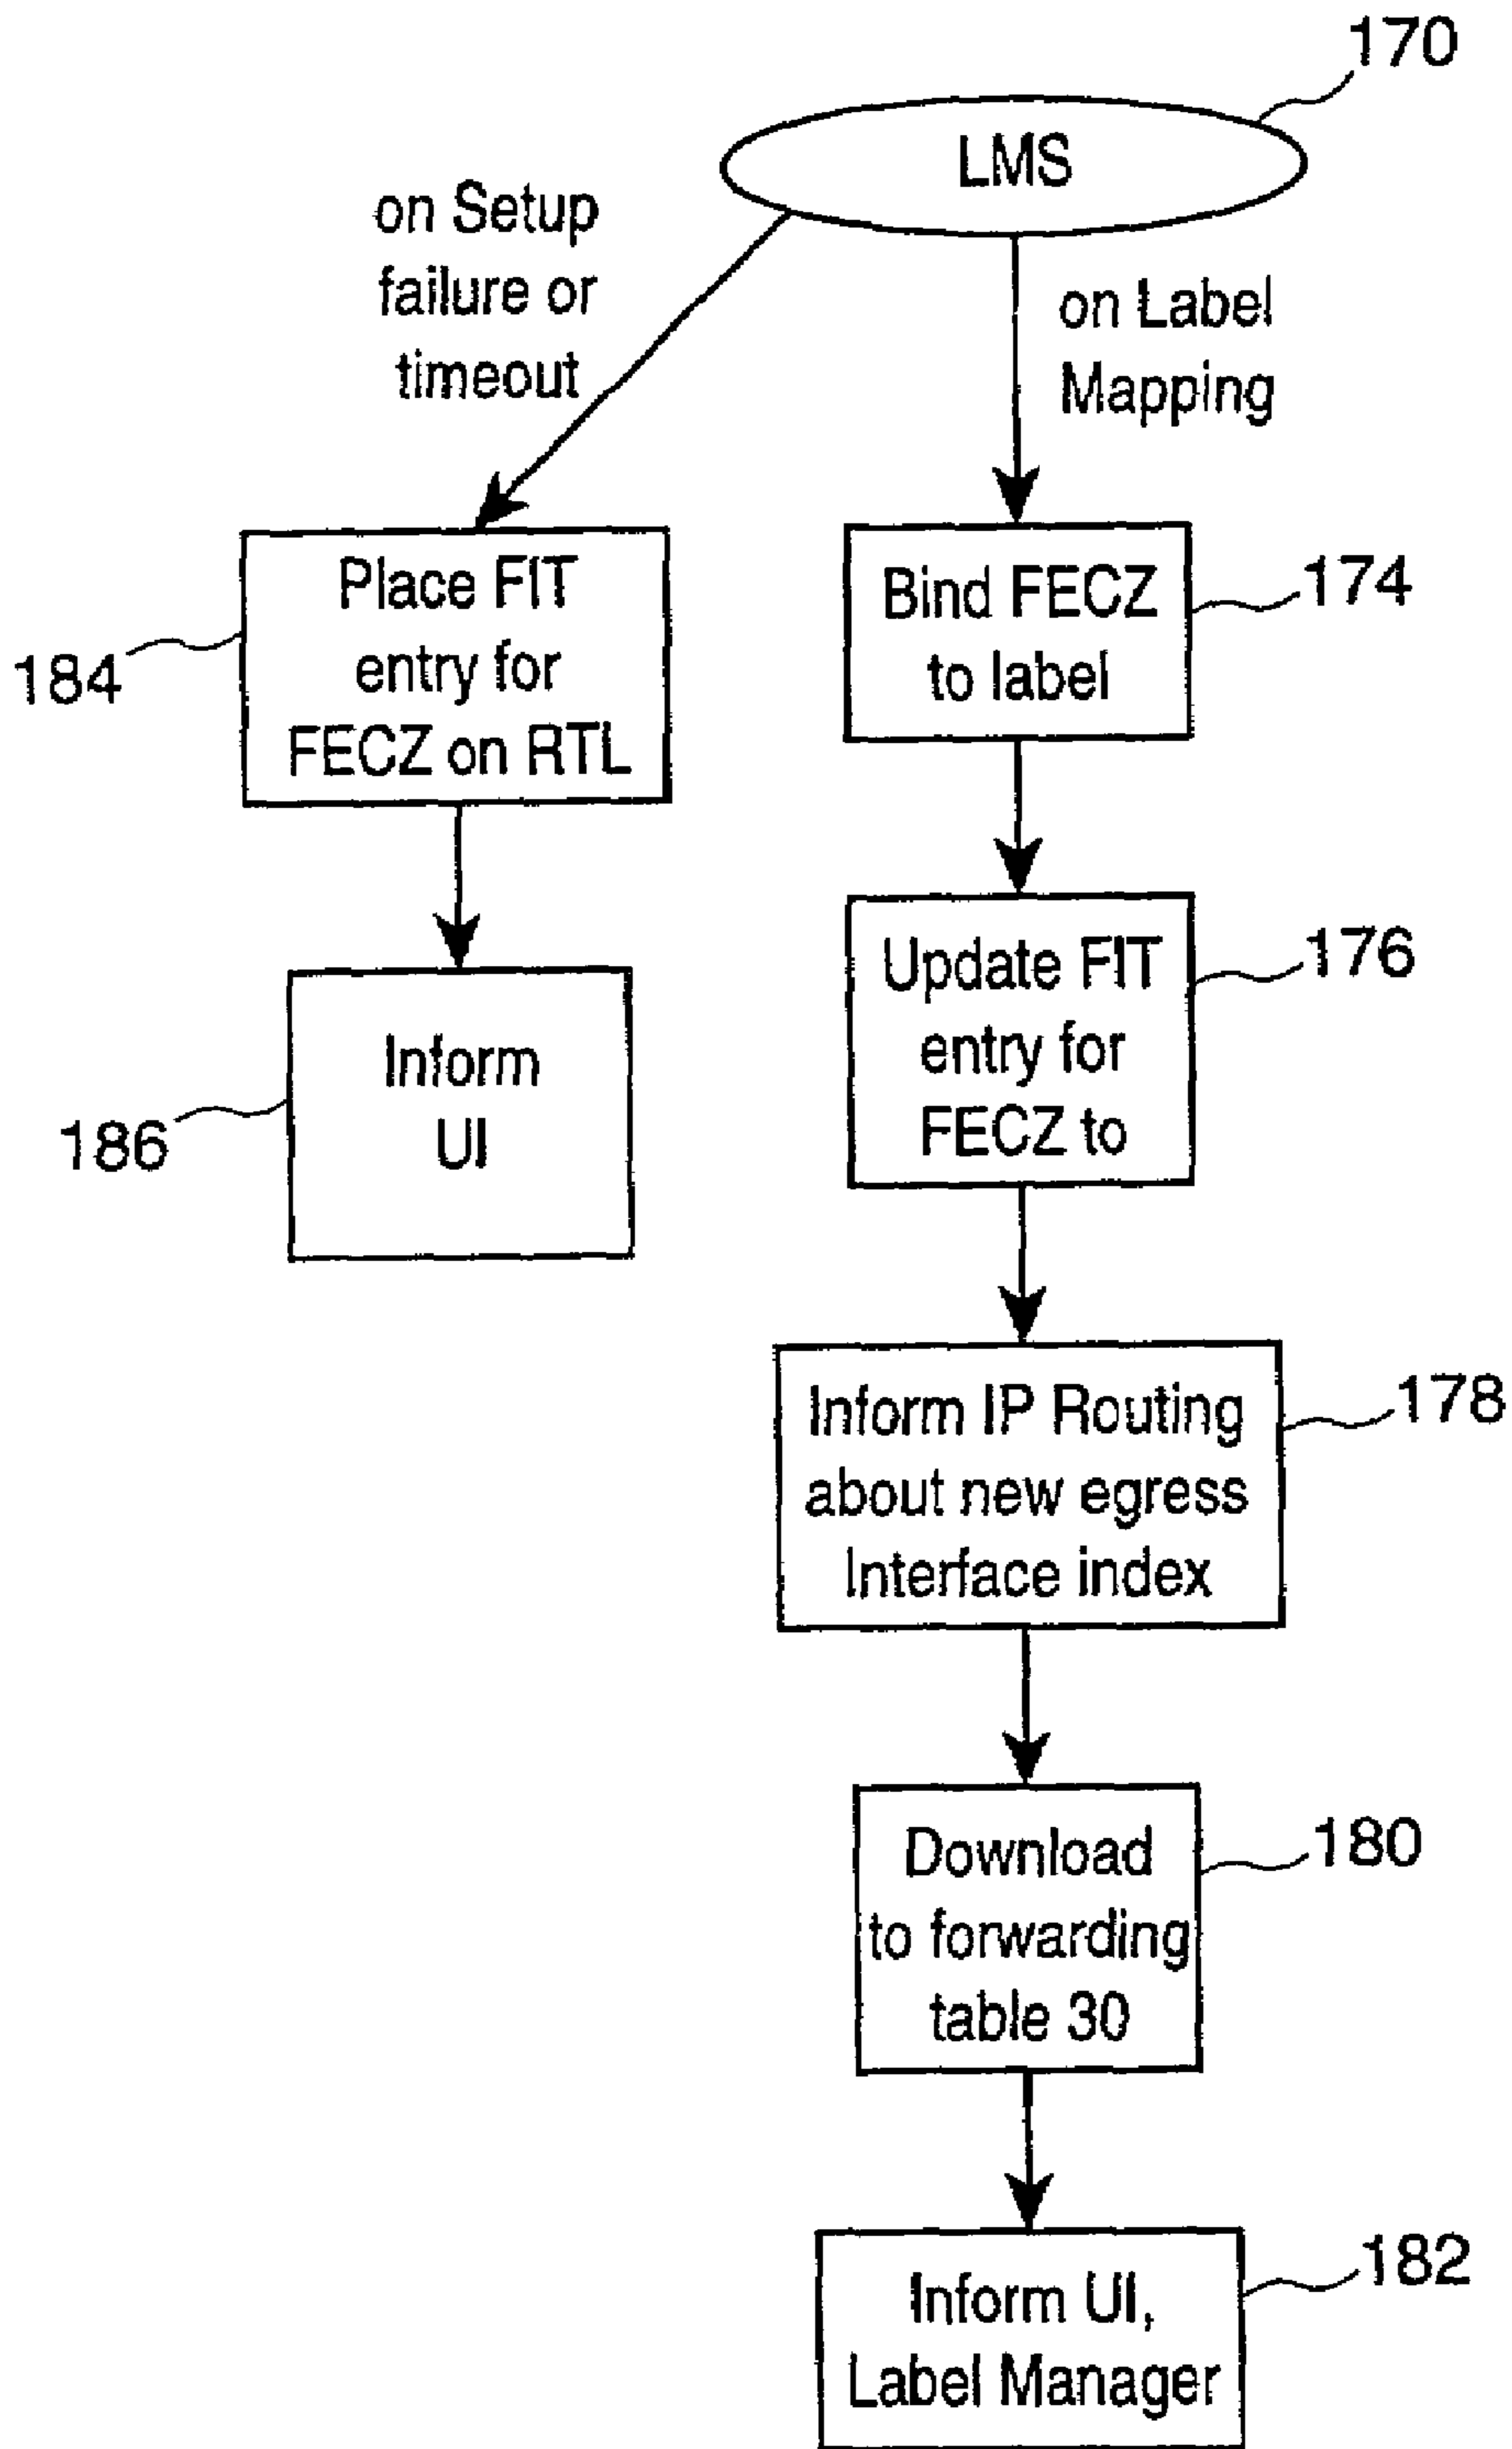 170
LMS
on Setup
failure or
timeout
on Label
Mapping
184
Place FIT
entry for
FECZ on RTL
186
Inform
UI
Bind FECZ
to label
174
Update FIT
entry for
FECZ to
176
Inform IP Routing
about new egress
Interface index
178
Download
to forwarding
table 30
180
Inform UI,
Label Manager
182